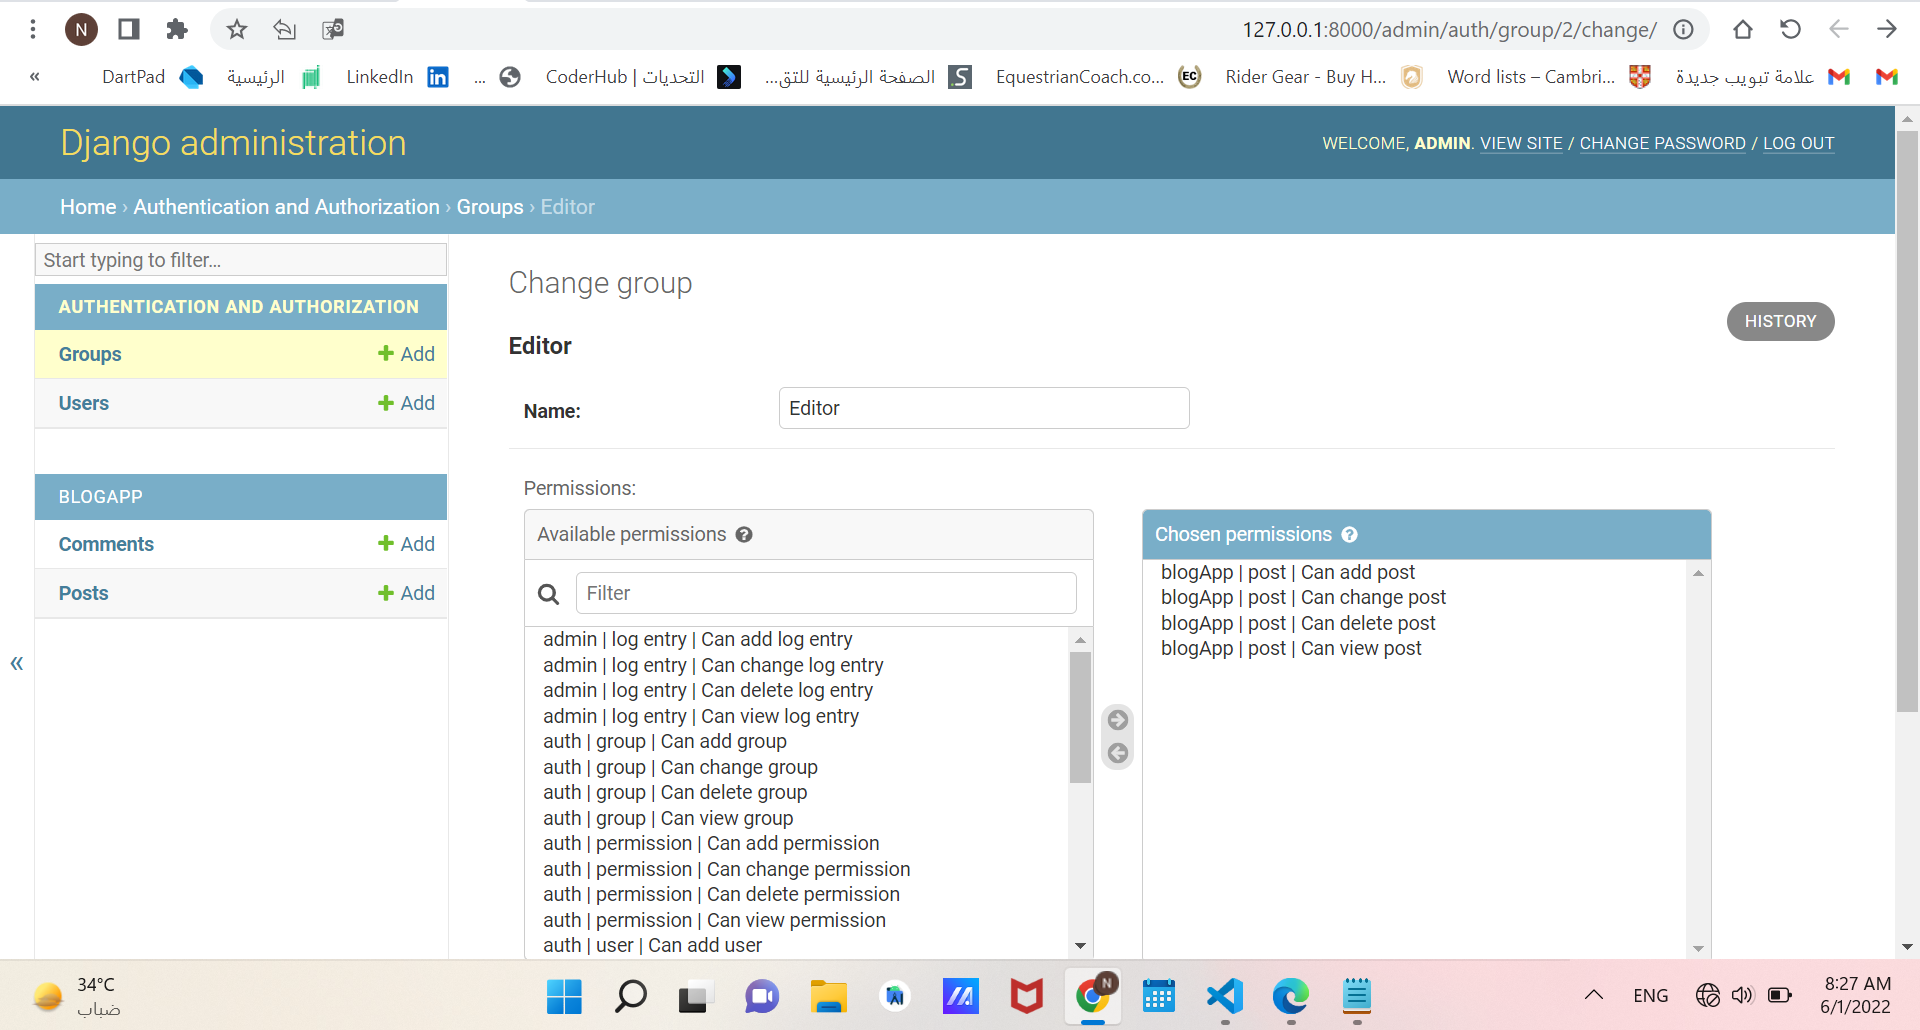 N
127.0.0.1:8000/admin/auth/group/2/change/
«
DartPad
الرئيسية
LinkedIn
...
CoderHub | التحديات
الصفحة الرئيسية للتق...
EquestrianCoach.co...
EC
Rider Gear - Buy H...
Word lists – Cambri...
علامة تبويب جديدة
Django administration
WELCOME, ADMIN. VIEW SITE / CHANGE PASSWORD / LOG OUT
Home › Authentication and Authorization › Groups › Editor
Start typing to filter...
AUTHENTICATION AND AUTHORIZATION
Groups
+ Add
Users
+ Add
BLOGAPP
Comments
+ Add
Posts
+ Add
«
Change group
HISTORY
Editor
Name:
Editor
Permissions:
Available permissions ?
Filter
admin | log entry | Can add log entry
admin | log entry | Can change log entry
admin | log entry | Can delete log entry
admin | log entry | Can view log entry
auth | group | Can add group
auth | group | Can change group
auth | group | Can delete group
auth | group | Can view group
auth | permission | Can add permission
auth | permission | Can change permission
auth | permission | Can delete permission
auth | permission | Can view permission
auth | user | Can add user
Chosen permissions ?
blogApp | post | Can add post
blogApp | post | Can change post
blogApp | post | Can delete post
blogApp | post | Can view post
34°C
ضباب
N
ENG
8:27 AM
6/1/2022